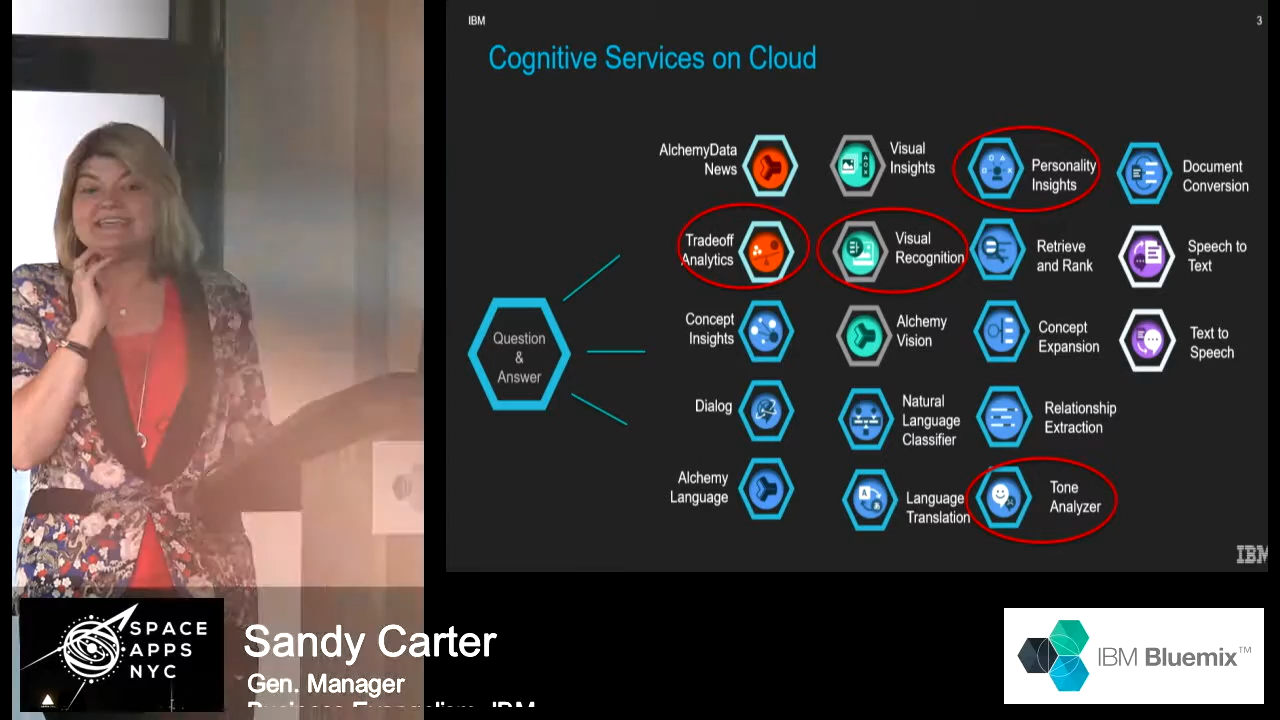 IBM
3
Cognitive Services on Cloud
Question
&
Answer
AlchemyData
News
Tradeoff
Analytics
Concept
Insights
Dialog
Alchemy
Language
Visual
Insights
Visual
Recognition
Alchemy
Vision
Natural
Language
Classifier
Language
Translation
Personality
Insights
Retrieve
and Rank
Concept
Expansion
Relationship
Extraction
Tone
Analyzer
Document
Conversion
Speech to
Text
Text to
Speech
IBM
SPACE
APPS
NYC
Sandy Carter
Gen. Manager
Business Evangelism, IBM
IBM Bluemix™